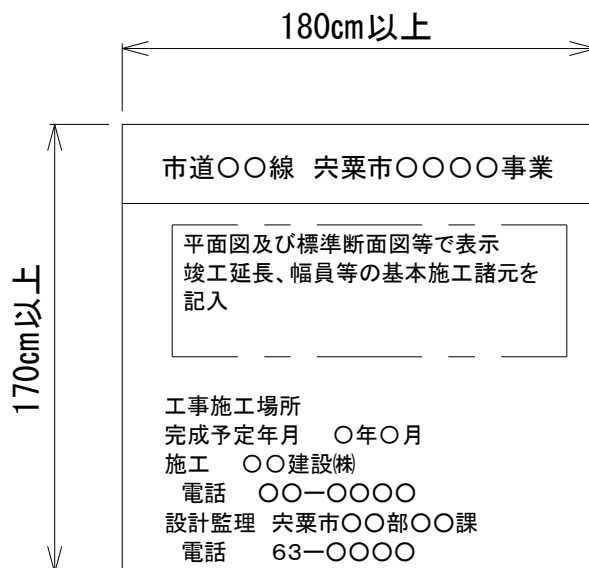 180cm以上
市道○○線 宍粟市○○○○事業
平面図及び標準断面図等で表示
竣工延長、幅員等の基本施工諸元を
記入
170cm以上
工事施工場所
完成予定年月 ○年○月
施工 ○○建設㈱
電話 ○○ー○○○○
設計監理 宍粟市○○部○○課
電話 63ー○○○○